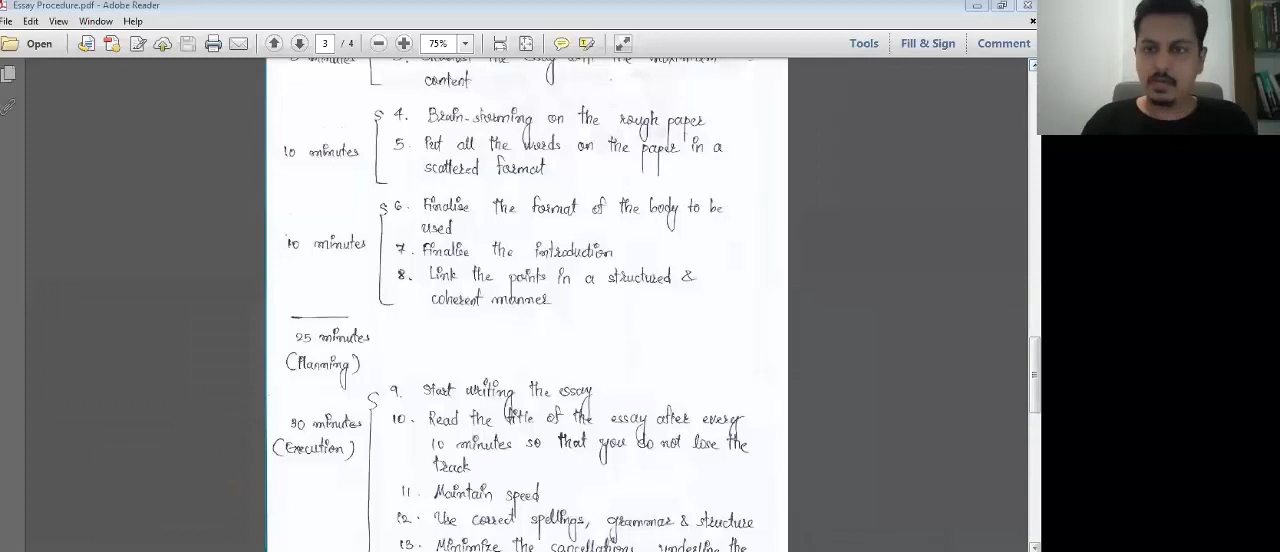 Essay Procedure.pdf - Adobe Reader
File Edit View Window Help
Open 3 / 4 75% Tools Fill & Sign Comment
content
10 minutes
4. Brain-storming on the rough paper
5. Put all the words on the paper in a
scattered format
10 minutes
6. Finalise the format of the body to be
used
7. Finalise the introduction
8. Link the points in a structured &
coherent manner
25 minutes
(Planning)
90 minutes
(Execution)
9. Start writing the essay
10. Read the title of the essay after every
10 minutes so that you do not lose the
track
11. Maintain speed
12. Use correct spellings, grammar & structure
13. Minimize the cancellations, underline the